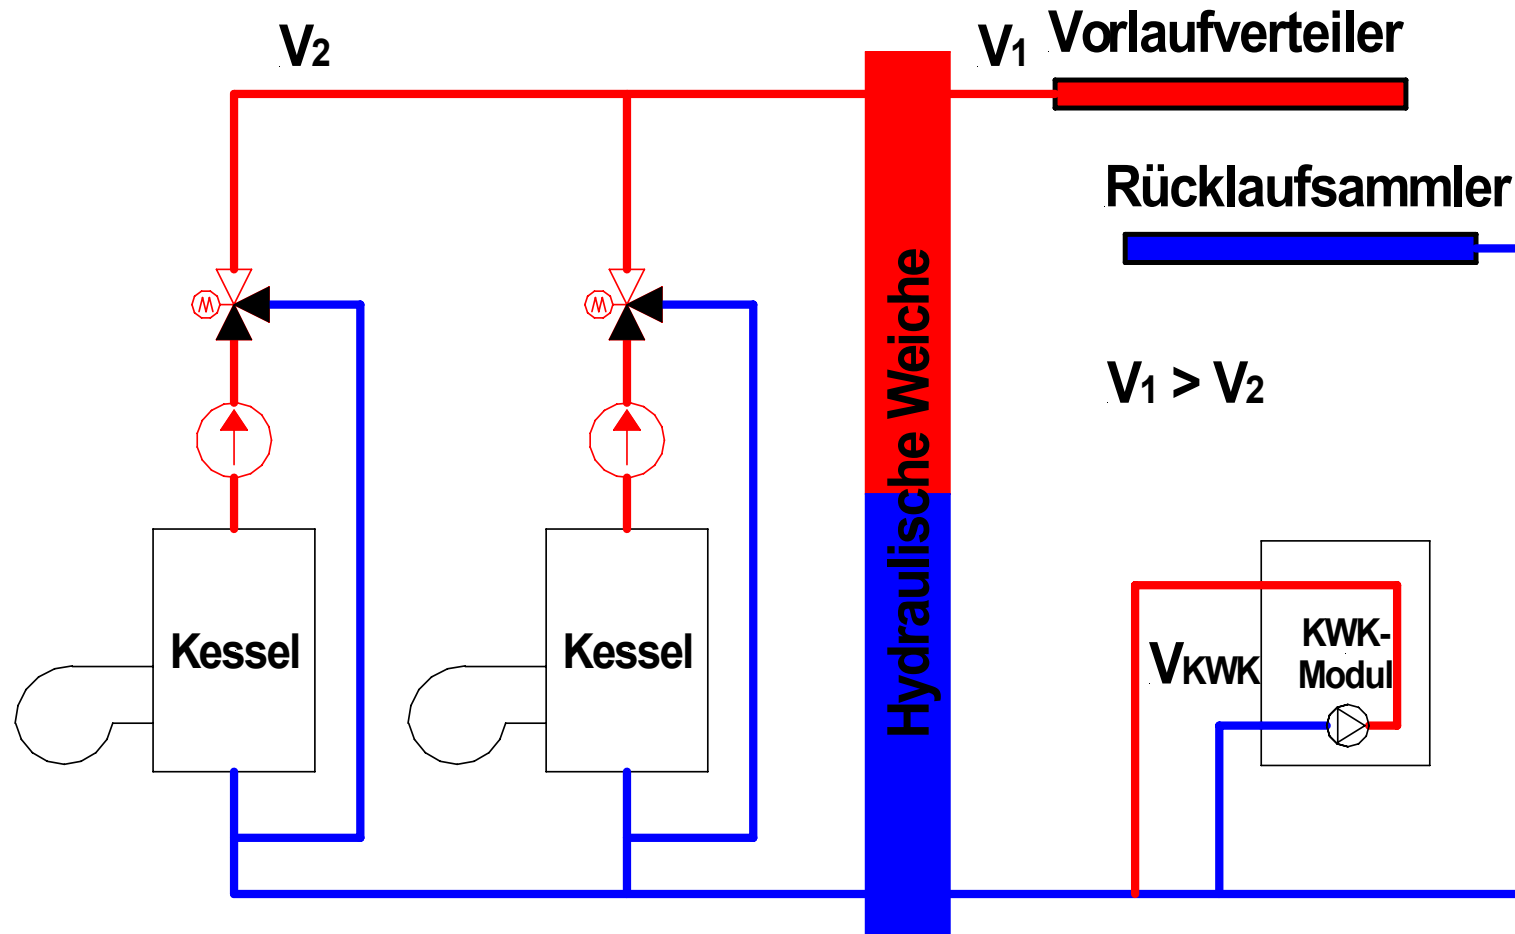 V2
V1 Vorlaufverteiler
Rücklaufsammler
V1 > V2
Hydraulische Weiche
M
M
Kessel
Kessel
VKWK
KWK-
Modul